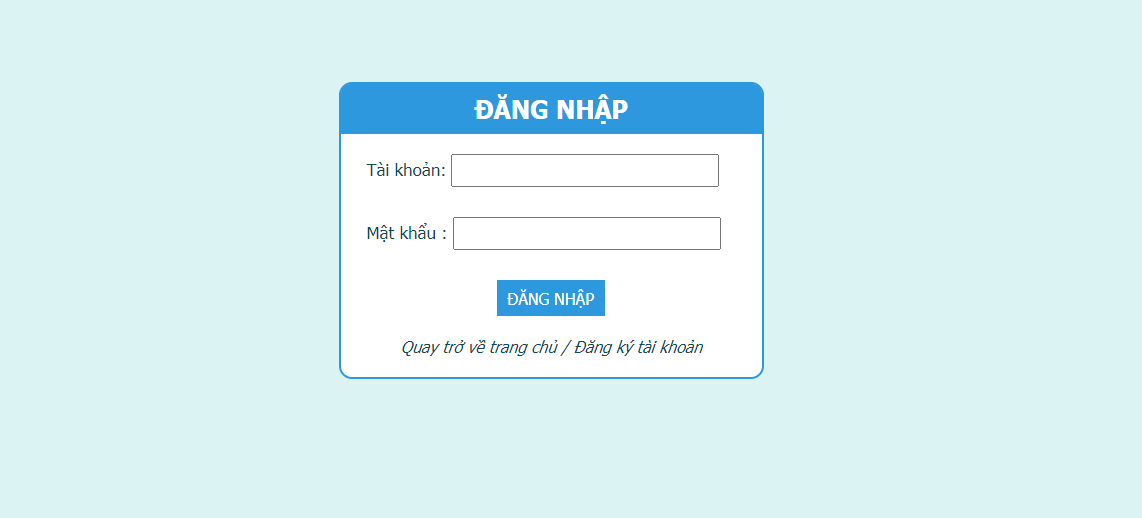 ĐĂNG NHẬP
Tài khoản:
Mật khẩu :
ĐĂNG NHẬP
Quay trở về trang chủ / Đăng ký tài khoản